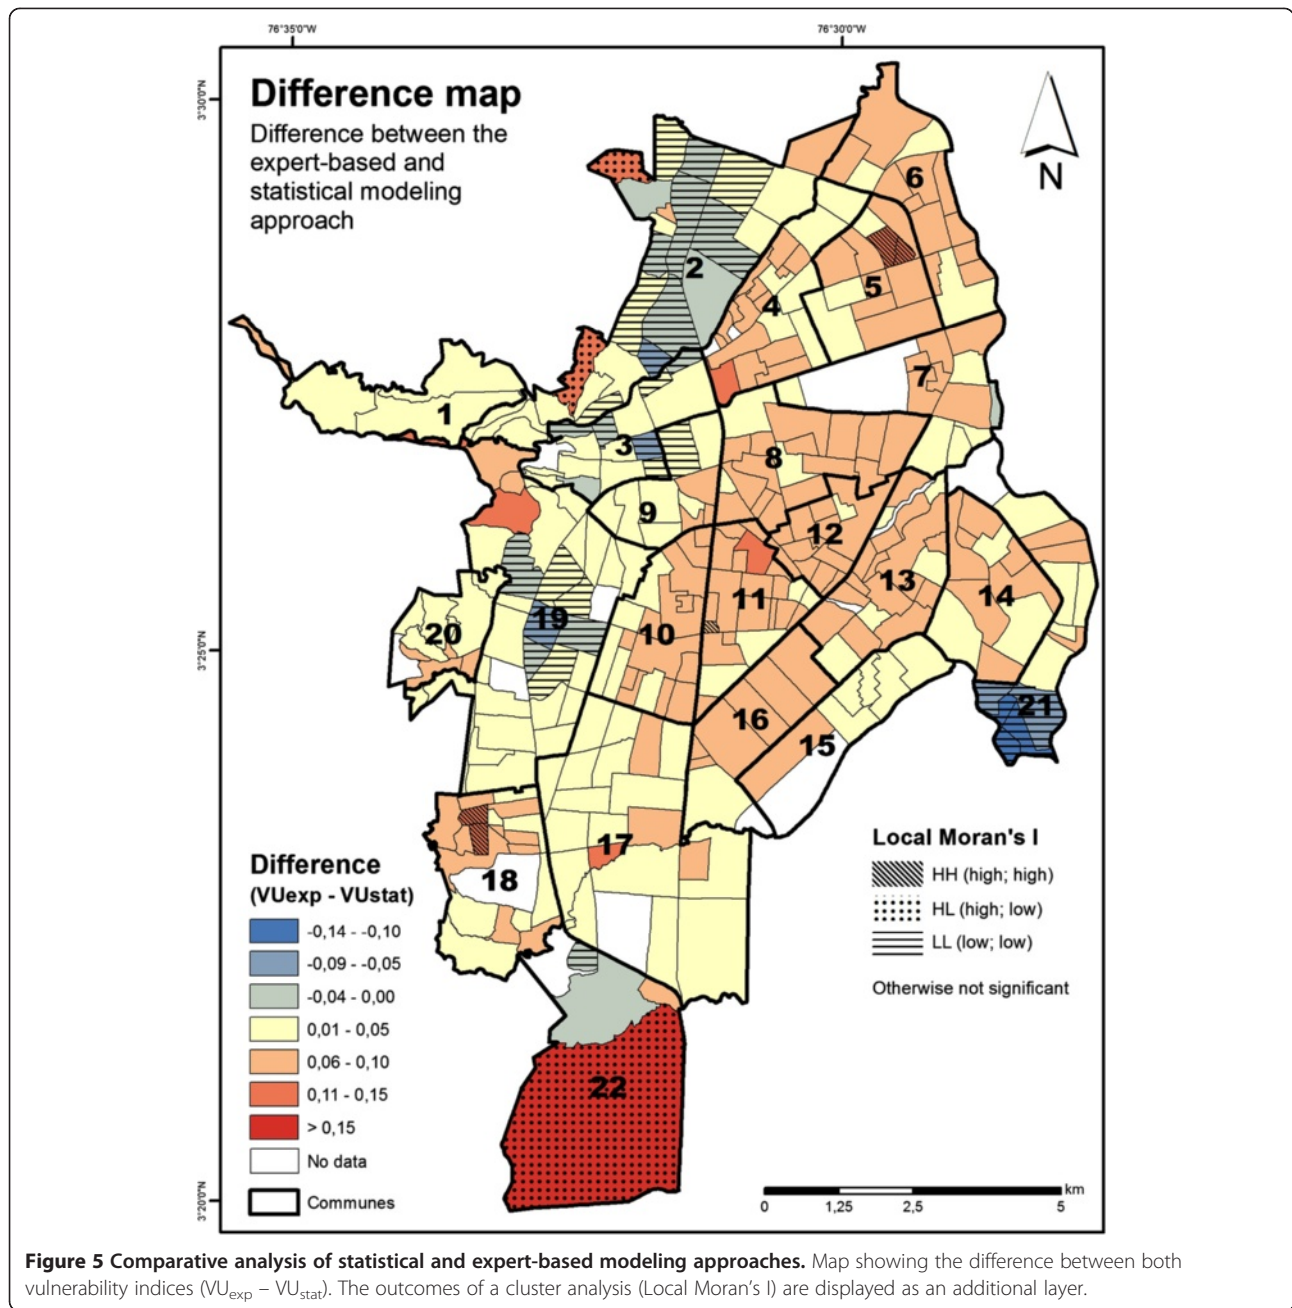 76°35'0"W
76°30'0"W
3°30'0"N
3°25'0"N
3°20'0"N
Difference map
Difference between the
expert-based and
statistical modeling
approach
N
6
2
5
4
7
1
3
8
9
12
13
14
11
19
20
10
21
16
15
17
18
22
Local Moran's I
HH (high; high)
HL (high; low)
LL (low; low)
Otherwise not significant
Difference
(VUexp - VUstat)
-0,14 - -0,10
-0,09 - -0,05
-0,04 - 0,00
0,01 - 0,05
0,06 - 0,10
0,11 - 0,15
> 0,15
No data
Communes
km
0 1,25 2,5 5
Figure 5 Comparative analysis of statistical and expert-based modeling approaches. Map showing the difference between both
vulnerability indices (VUexp – VUstat). The outcomes of a cluster analysis (Local Moran's I) are displayed as an additional layer.